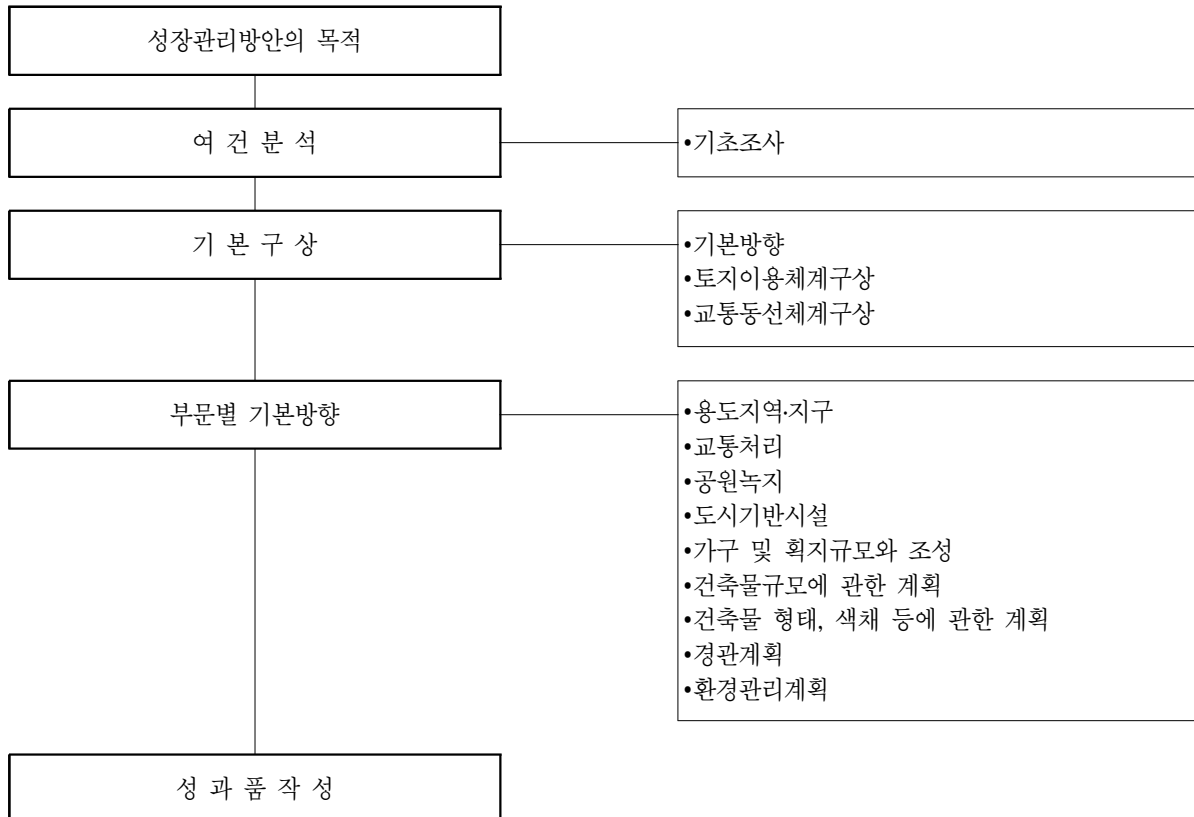 성장관리방안의 목적
여 건 분 석
•기초조사
기 본 구 상
•기본방향
•토지이용체계구상
•교통동선체계구상
부문별 기본방향
•용도지역·지구
•교통처리
•공원녹지
•도시기반시설
•가구 및 획지규모와 조성
•건축물규모에 관한 계획
•건축물 형태, 색채 등에 관한 계획
•경관계획
•환경관리계획
성 과 품 작 성